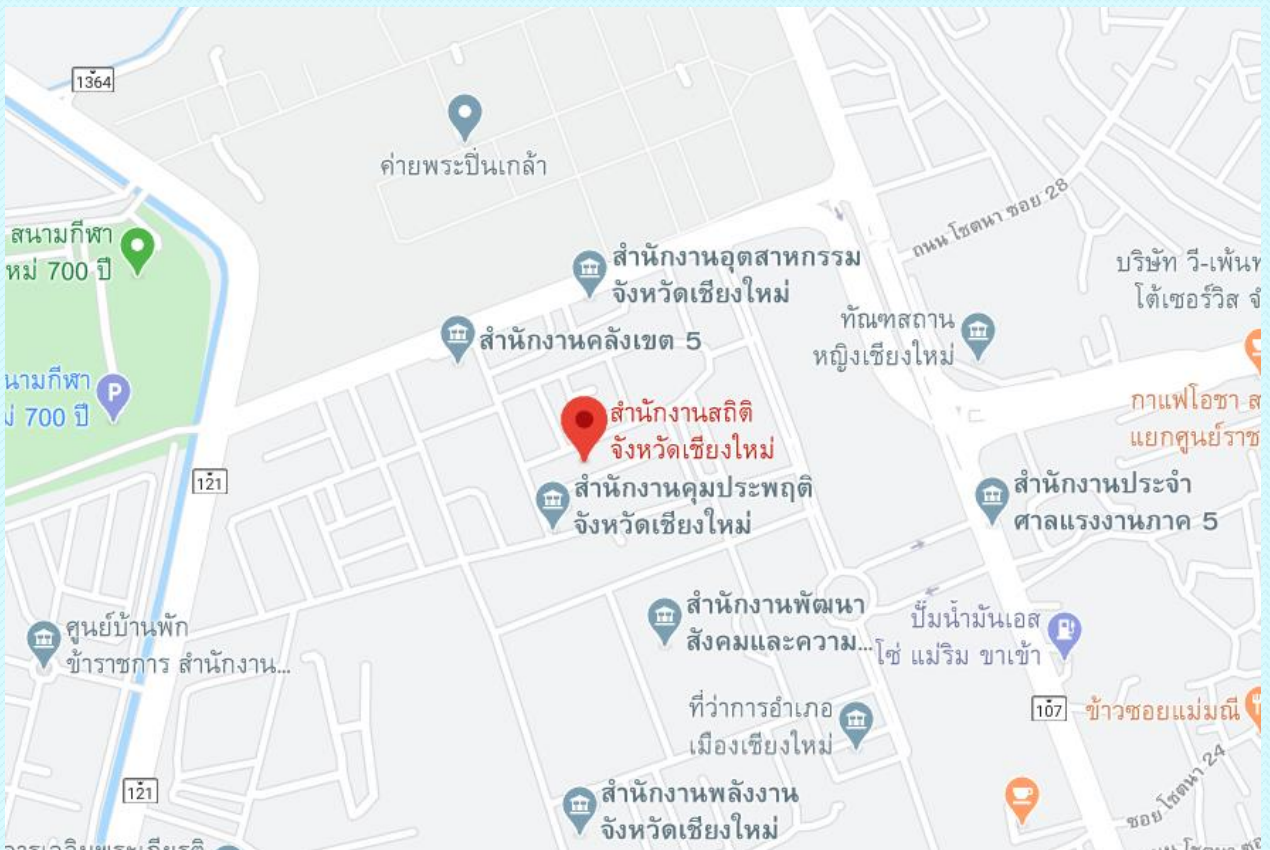 1364
ค่ายพระปิ่นเกล้า
สนามกีฬา
หม่ 700 ปี
ถนน โชตนา ซอย 28
สำนักงานอุตสาหกรรม
จังหวัดเชียงใหม่
บริษัท วี-เพ้นท
โต้เซอร์วิส จํ
สำนักงานคลังเขต 5
ทัณฑสถาน
หญิงเชียงใหม่
นามกีฬา
ม่ 700 ปี
P
กาแฟโอชา ส
แยกศูนย์ราช
สำนักงานสถิติ
จังหวัดเชียงใหม่
121
สำนักงานคุมประพฤติ
จังหวัดเชียงใหม่
สำนักงานประจำ
ศาลแรงงานภาค 5
สำนักงานพัฒนา
สังคมและความ...
ปั๊มน้ำมันเอส
โซ่ แม่ริม ขาเข้า
ศูนย์บ้านพัก
ข้าราชการ สำนักงาน...
ที่ว่าการอำเภอ
เมืองเชียงใหม่
107
ข้าวซอยแม่มณี
121
สำนักงานพลังงาน
จังหวัดเชียงใหม่
ซอย โชตนา 24